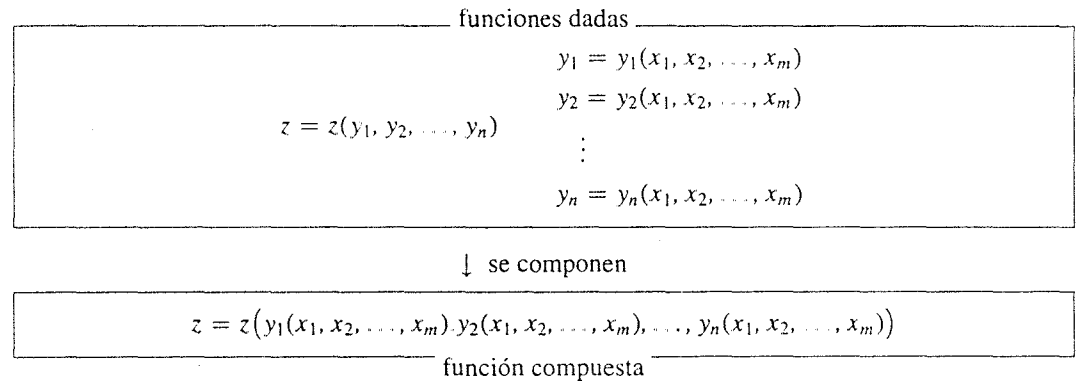 funciones dadas
y₁ = y₁(x₁, x₂, ..., xₘ)
y₂ = y₂(x₁, x₂, ..., xₘ)
z = z(y₁, y₂, ..., yₙ)
⋮
yₙ = yₙ(x₁, x₂, ..., xₘ)
↓ se componen
z = z(y₁(x₁, x₂, ..., xₘ).y₂(x₁, x₂, ..., xₘ), ..., yₙ(x₁, x₂, ..., xₘ))
función compuesta